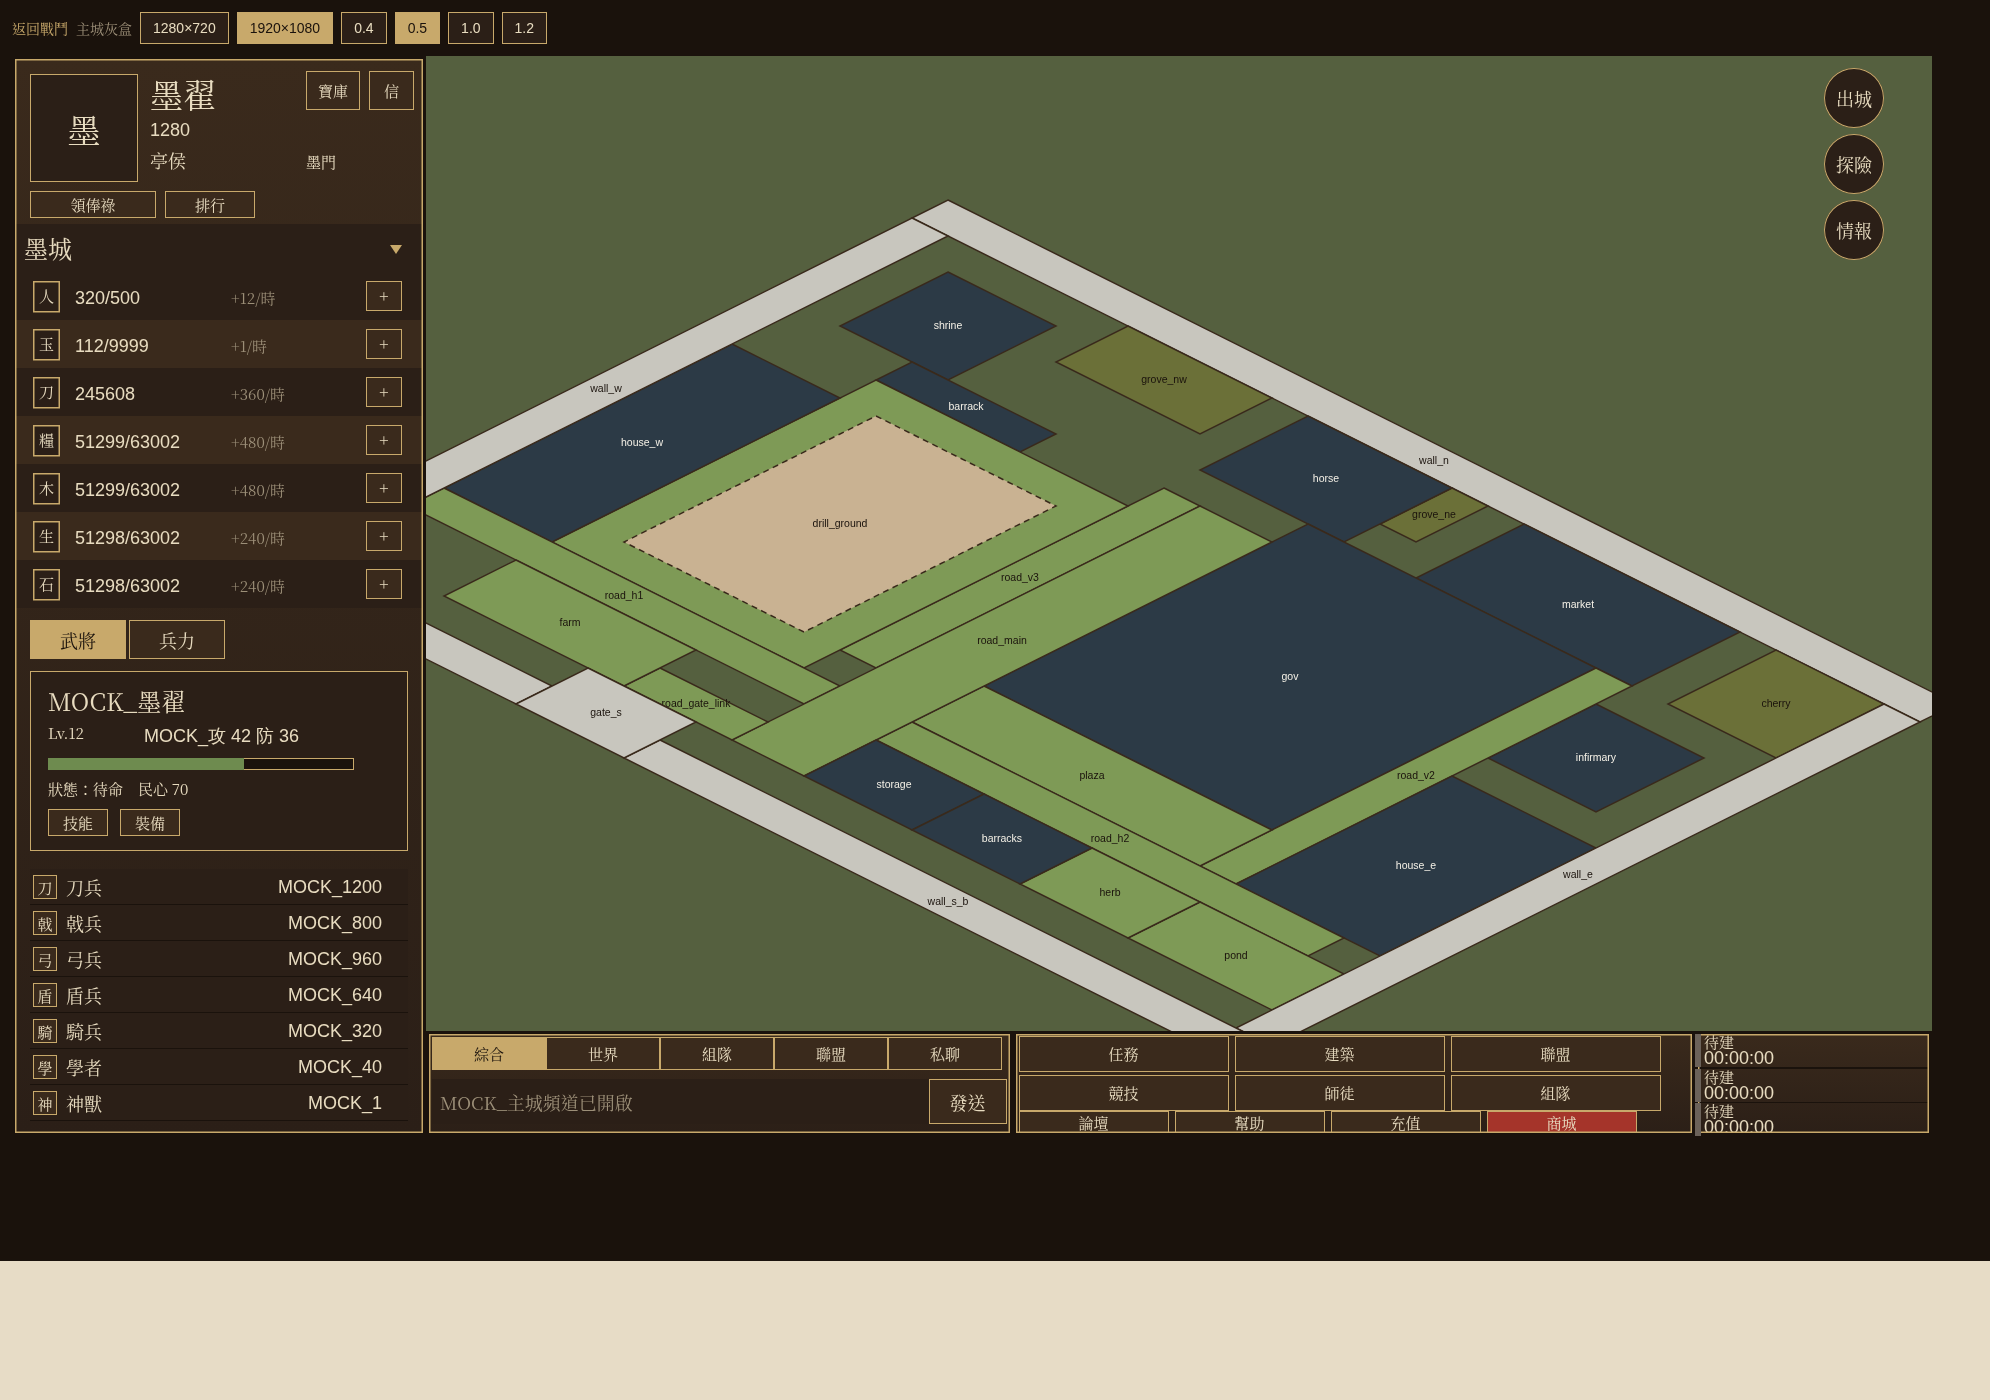 返回戰鬥 主城灰盒 1280×720 1920×1080 0.4 0.5 1.0 1.2
墨
墨翟
1280
亭侯
墨門
寶庫 信
領俸祿 排行
墨城
人 320/500 +12/時 +
玉 112/9999 +1/時 +
刀 245608 +360/時 +
糧 51299/63002 +480/時 +
木 51299/63002 +480/時 +
生 51298/63002 +240/時 +
石 51298/63002 +240/時 +
武將 兵力
MOCK_墨翟
Lv.12 MOCK_攻 42 防 36
狀態：待命 民心 70
技能 裝備
刀 刀兵 MOCK_1200
戟 戟兵 MOCK_800
弓 弓兵 MOCK_960
盾 盾兵 MOCK_640
騎 騎兵 MOCK_320
學 學者 MOCK_40
神 神獸 MOCK_1
出城
探險
情報
shrine
grove_nw
wall_w
barrack
house_w
wall_n
horse
grove_ne
drill_ground
road_v3
road_h1
market
farm
road_main
gov
road_gate_link
cherry
gate_s
infirmary
plaza
road_v2
storage
barracks
road_h2
house_e
wall_e
herb
wall_s_b
pond
綜合 世界 組隊 聯盟 私聊
MOCK_主城頻道已開啟 發送
任務 建築 聯盟
競技 師徒 組隊
論壇 幫助 充值 商城
待建
00:00:00
待建
00:00:00
待建
00:00:00